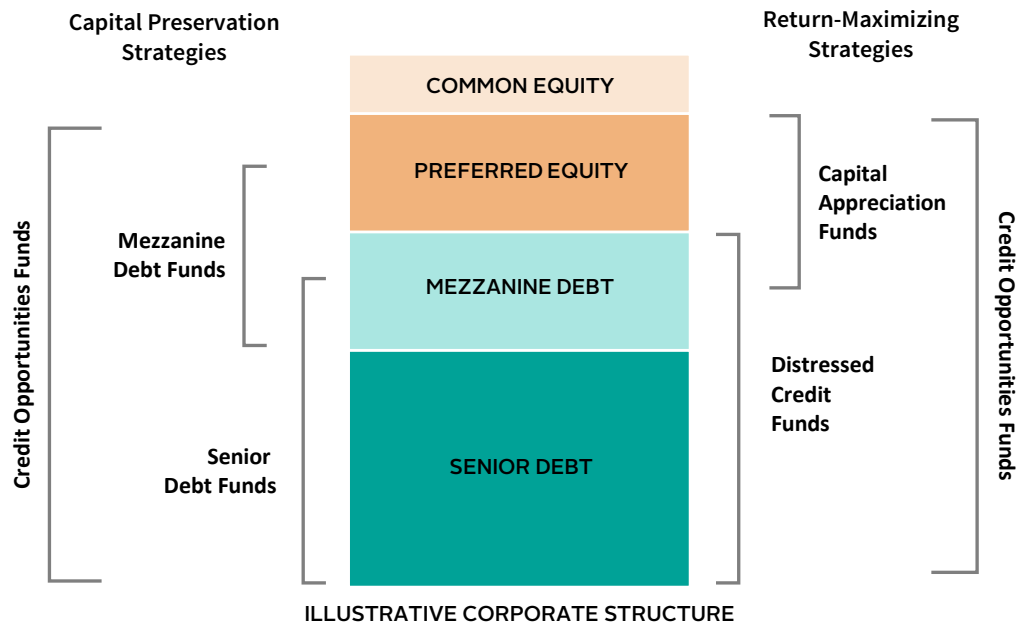 Capital Preservation
Strategies
Return-Maximizing
Strategies
COMMON EQUITY
PREFERRED EQUITY
MEZZANINE DEBT
SENIOR DEBT
Credit Opportunities Funds
Mezzanine
Debt Funds
Senior
Debt Funds
Capital
Appreciation
Funds
Distressed
Credit
Funds
Credit Opportunities Funds
ILLUSTRATIVE CORPORATE STRUCTURE